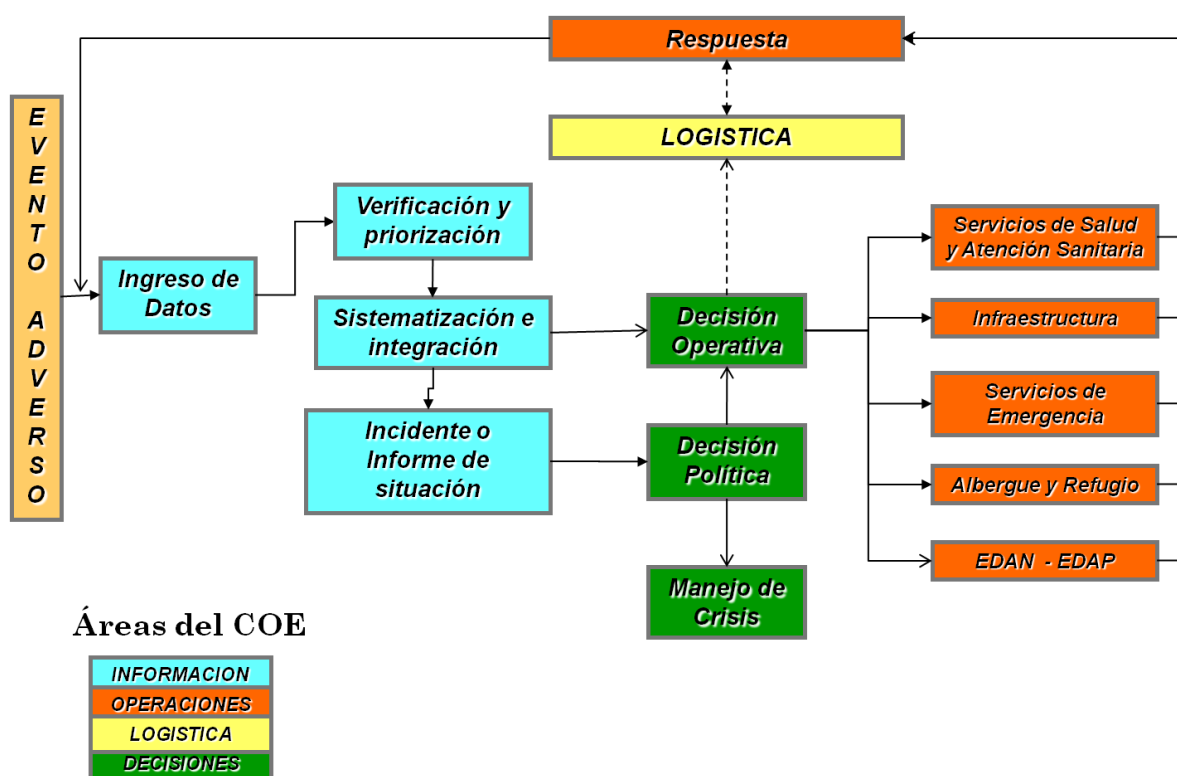 Respuesta
LOGISTICA
EVENTO ADVERSO
Verificación y
priorización
Ingreso de
Datos
Sistematización e
integración
Incidente o
Informe de
situación
Decisión
Operativa
Decisión
Política
Manejo de
Crisis
Servicios de Salud
y Atención Sanitaria
Infraestructura
Servicios de
Emergencia
Albergue y Refugio
EDAN - EDAP
Áreas del COE
INFORMACION
OPERACIONES
LOGISTICA
DECISIONES